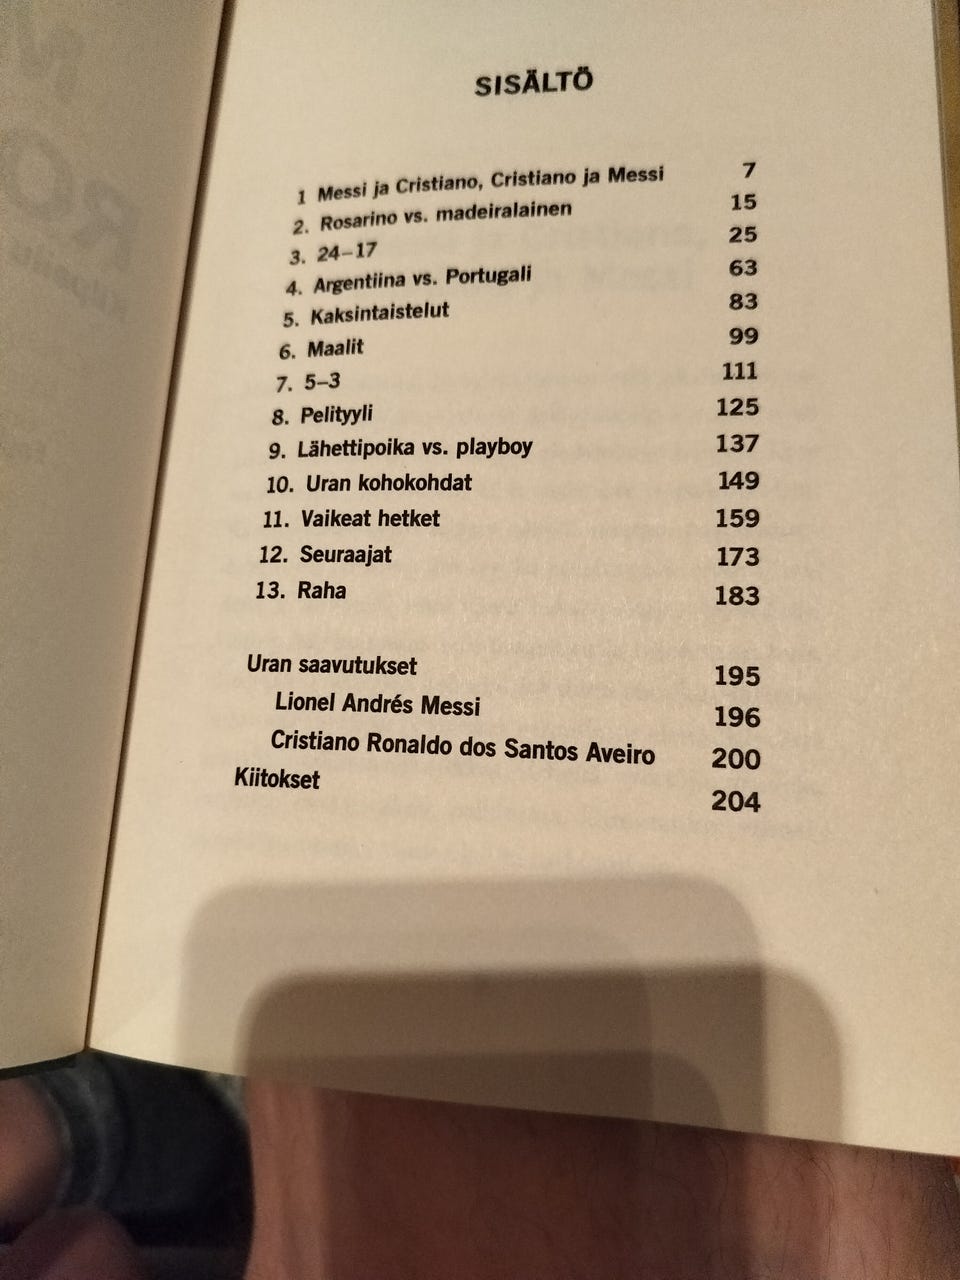 SISÄLTÖ
1 Messi ja Cristiano, Cristiano ja Messi 7
2. Rosarino vs. madeiralainen 15
3. 24–17 25
4. Argentiina vs. Portugali 63
5. Kaksintaistelut 83
6. Maalit 99
7. 5–3 111
8. Pelityyli 125
9. Lähettipoika vs. playboy 137
10. Uran kohokohdat 149
11. Vaikeat hetket 159
12. Seuraajat 173
13. Raha 183
Uran saavutukset 195
Lionel Andrés Messi 196
Cristiano Ronaldo dos Santos Aveiro 200
Kiitokset 204